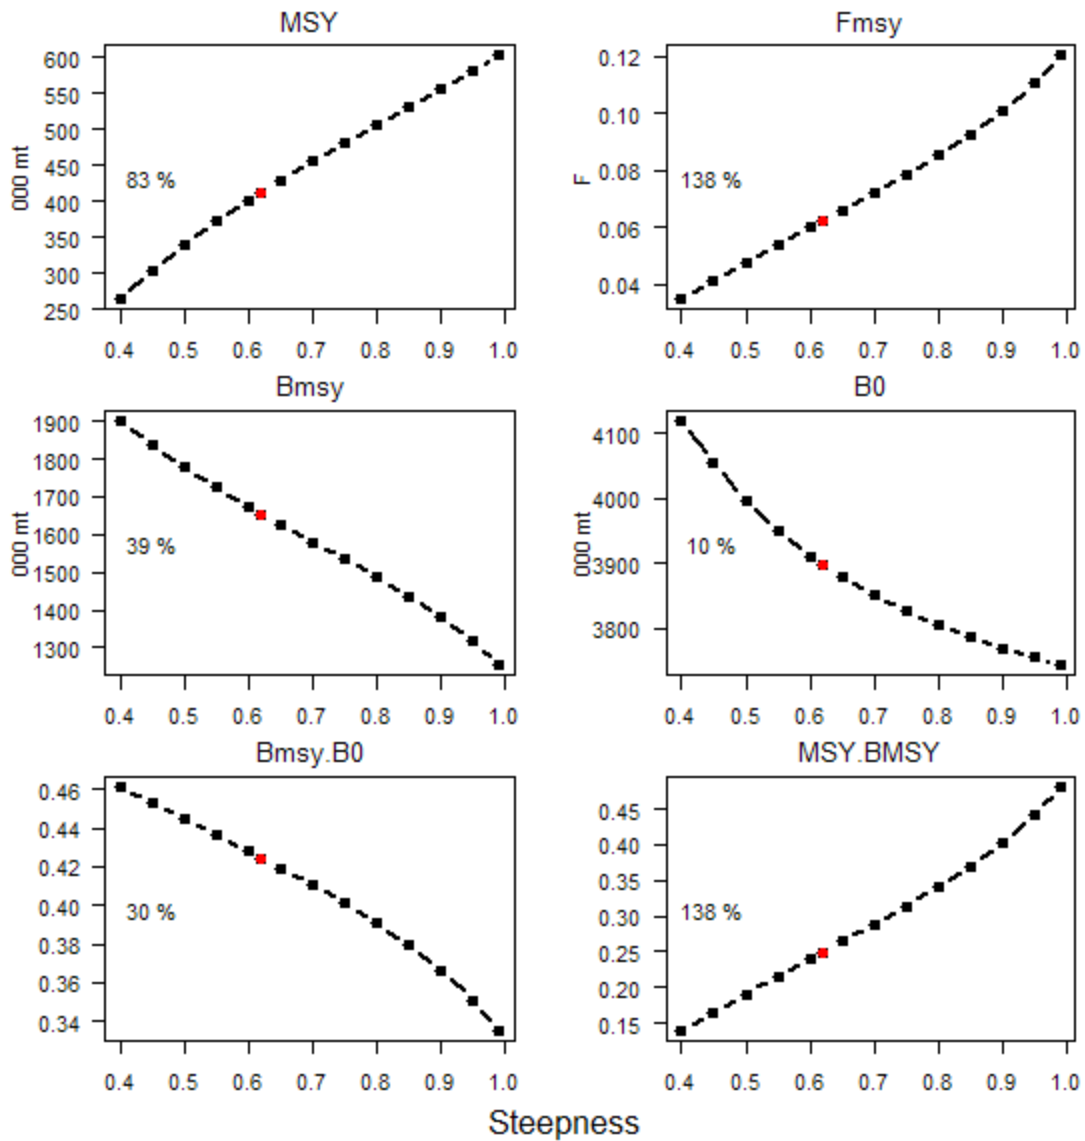 MSY
600
550
500
450
400
350
300
250
000 mt
83 %
0.4 0.5 0.6 0.7 0.8 0.9 1.0
Fmsy
0.12
0.10
0.08
0.06
0.04
F
138 %
0.4 0.5 0.6 0.7 0.8 0.9 1.0
Bmsy
1900
1800
1700
1600
1500
1400
1300
000 mt
39 %
0.4 0.5 0.6 0.7 0.8 0.9 1.0
B0
4100
4000
3900
3800
000 mt
10 %
0.4 0.5 0.6 0.7 0.8 0.9 1.0
Bmsy.B0
0.46
0.44
0.42
0.40
0.38
0.36
0.34
30 %
0.4 0.5 0.6 0.7 0.8 0.9 1.0
MSY.BMSY
0.45
0.40
0.35
0.30
0.25
0.20
0.15
138 %
0.4 0.5 0.6 0.7 0.8 0.9 1.0
Steepness